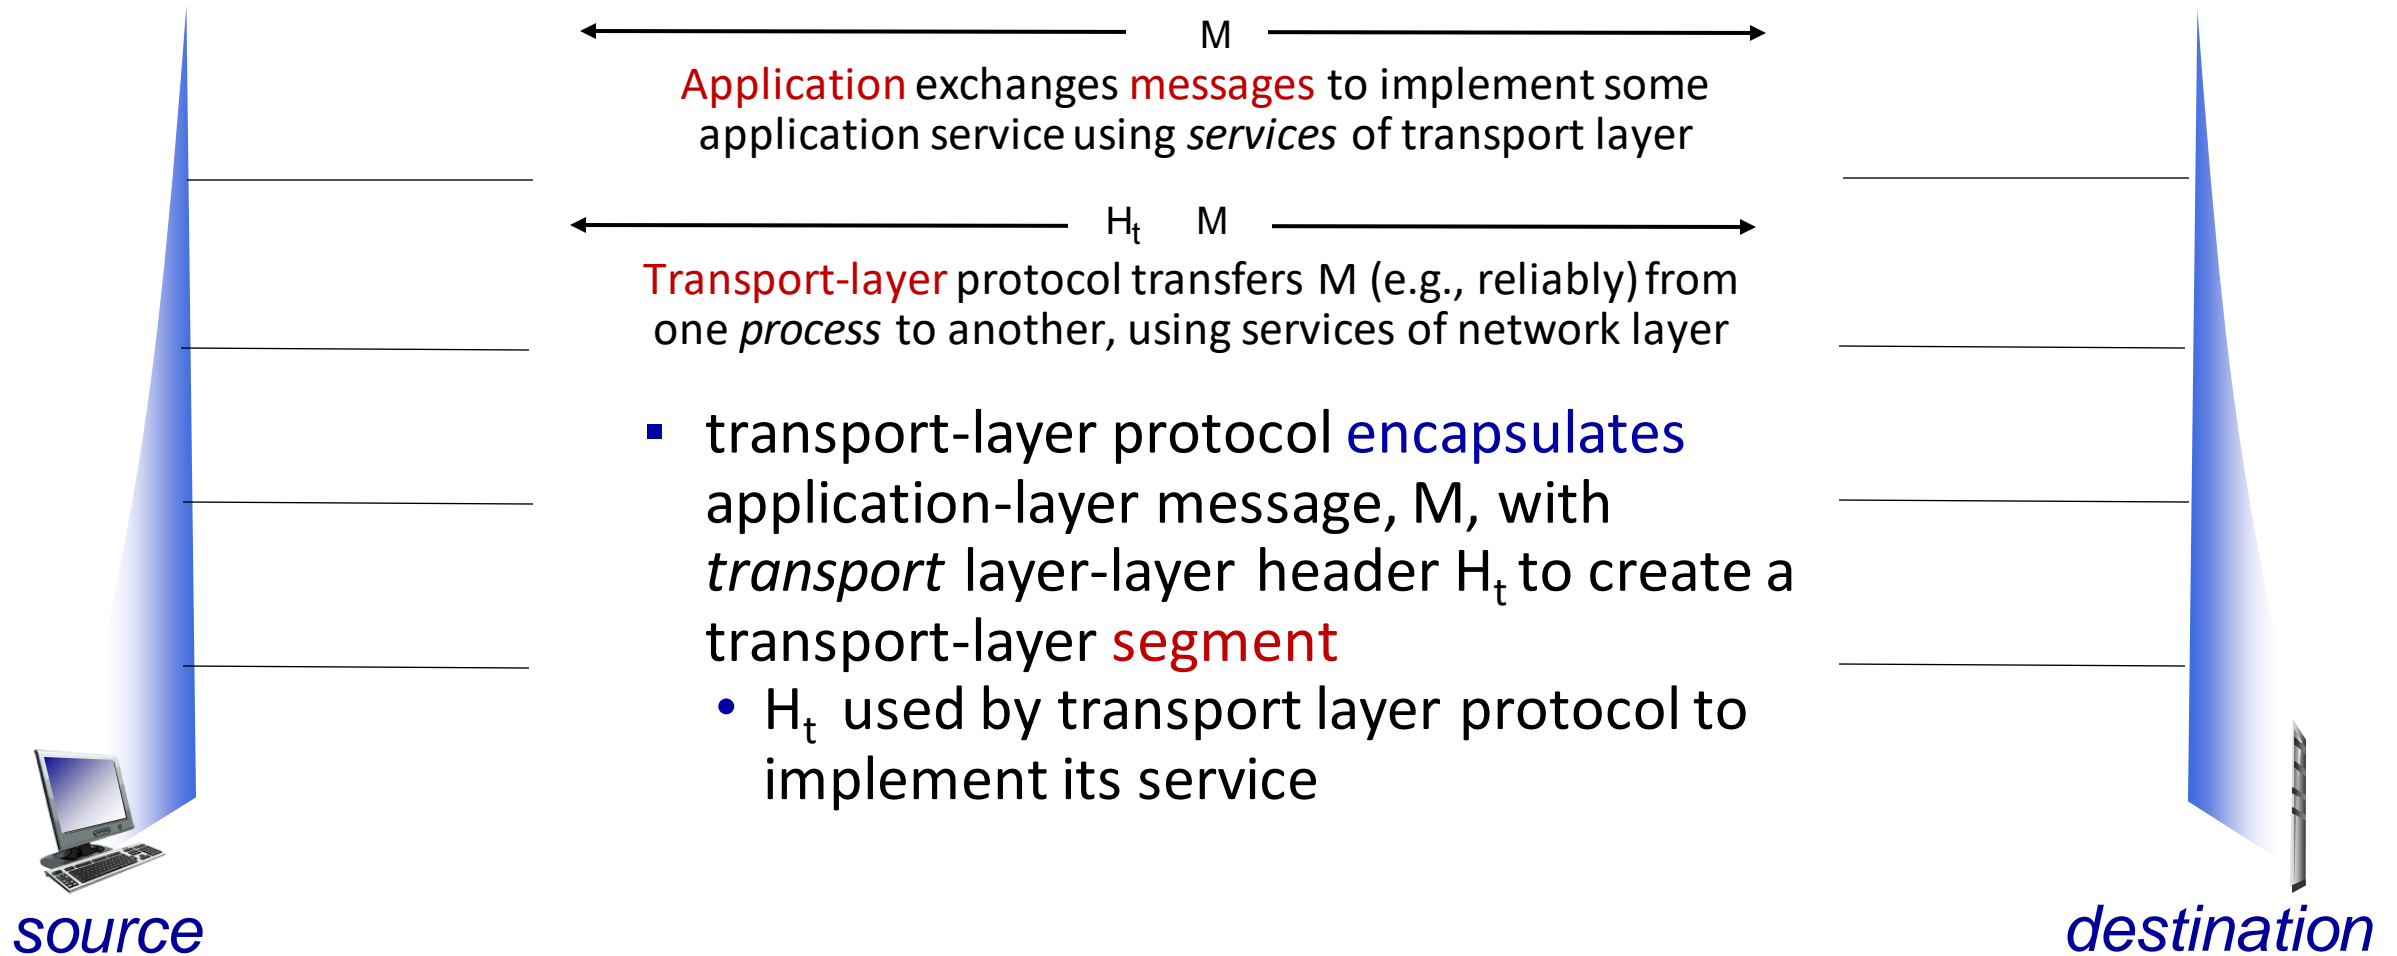 M
Application exchanges messages to implement some
application service using services of transport layer
Ht M
Transport-layer protocol transfers M (e.g., reliably) from
one process to another, using services of network layer
▪ transport-layer protocol encapsulates
application-layer message, M, with
transport layer-layer header Ht to create a
transport-layer segment
• Ht used by transport layer protocol to
implement its service
source
destination